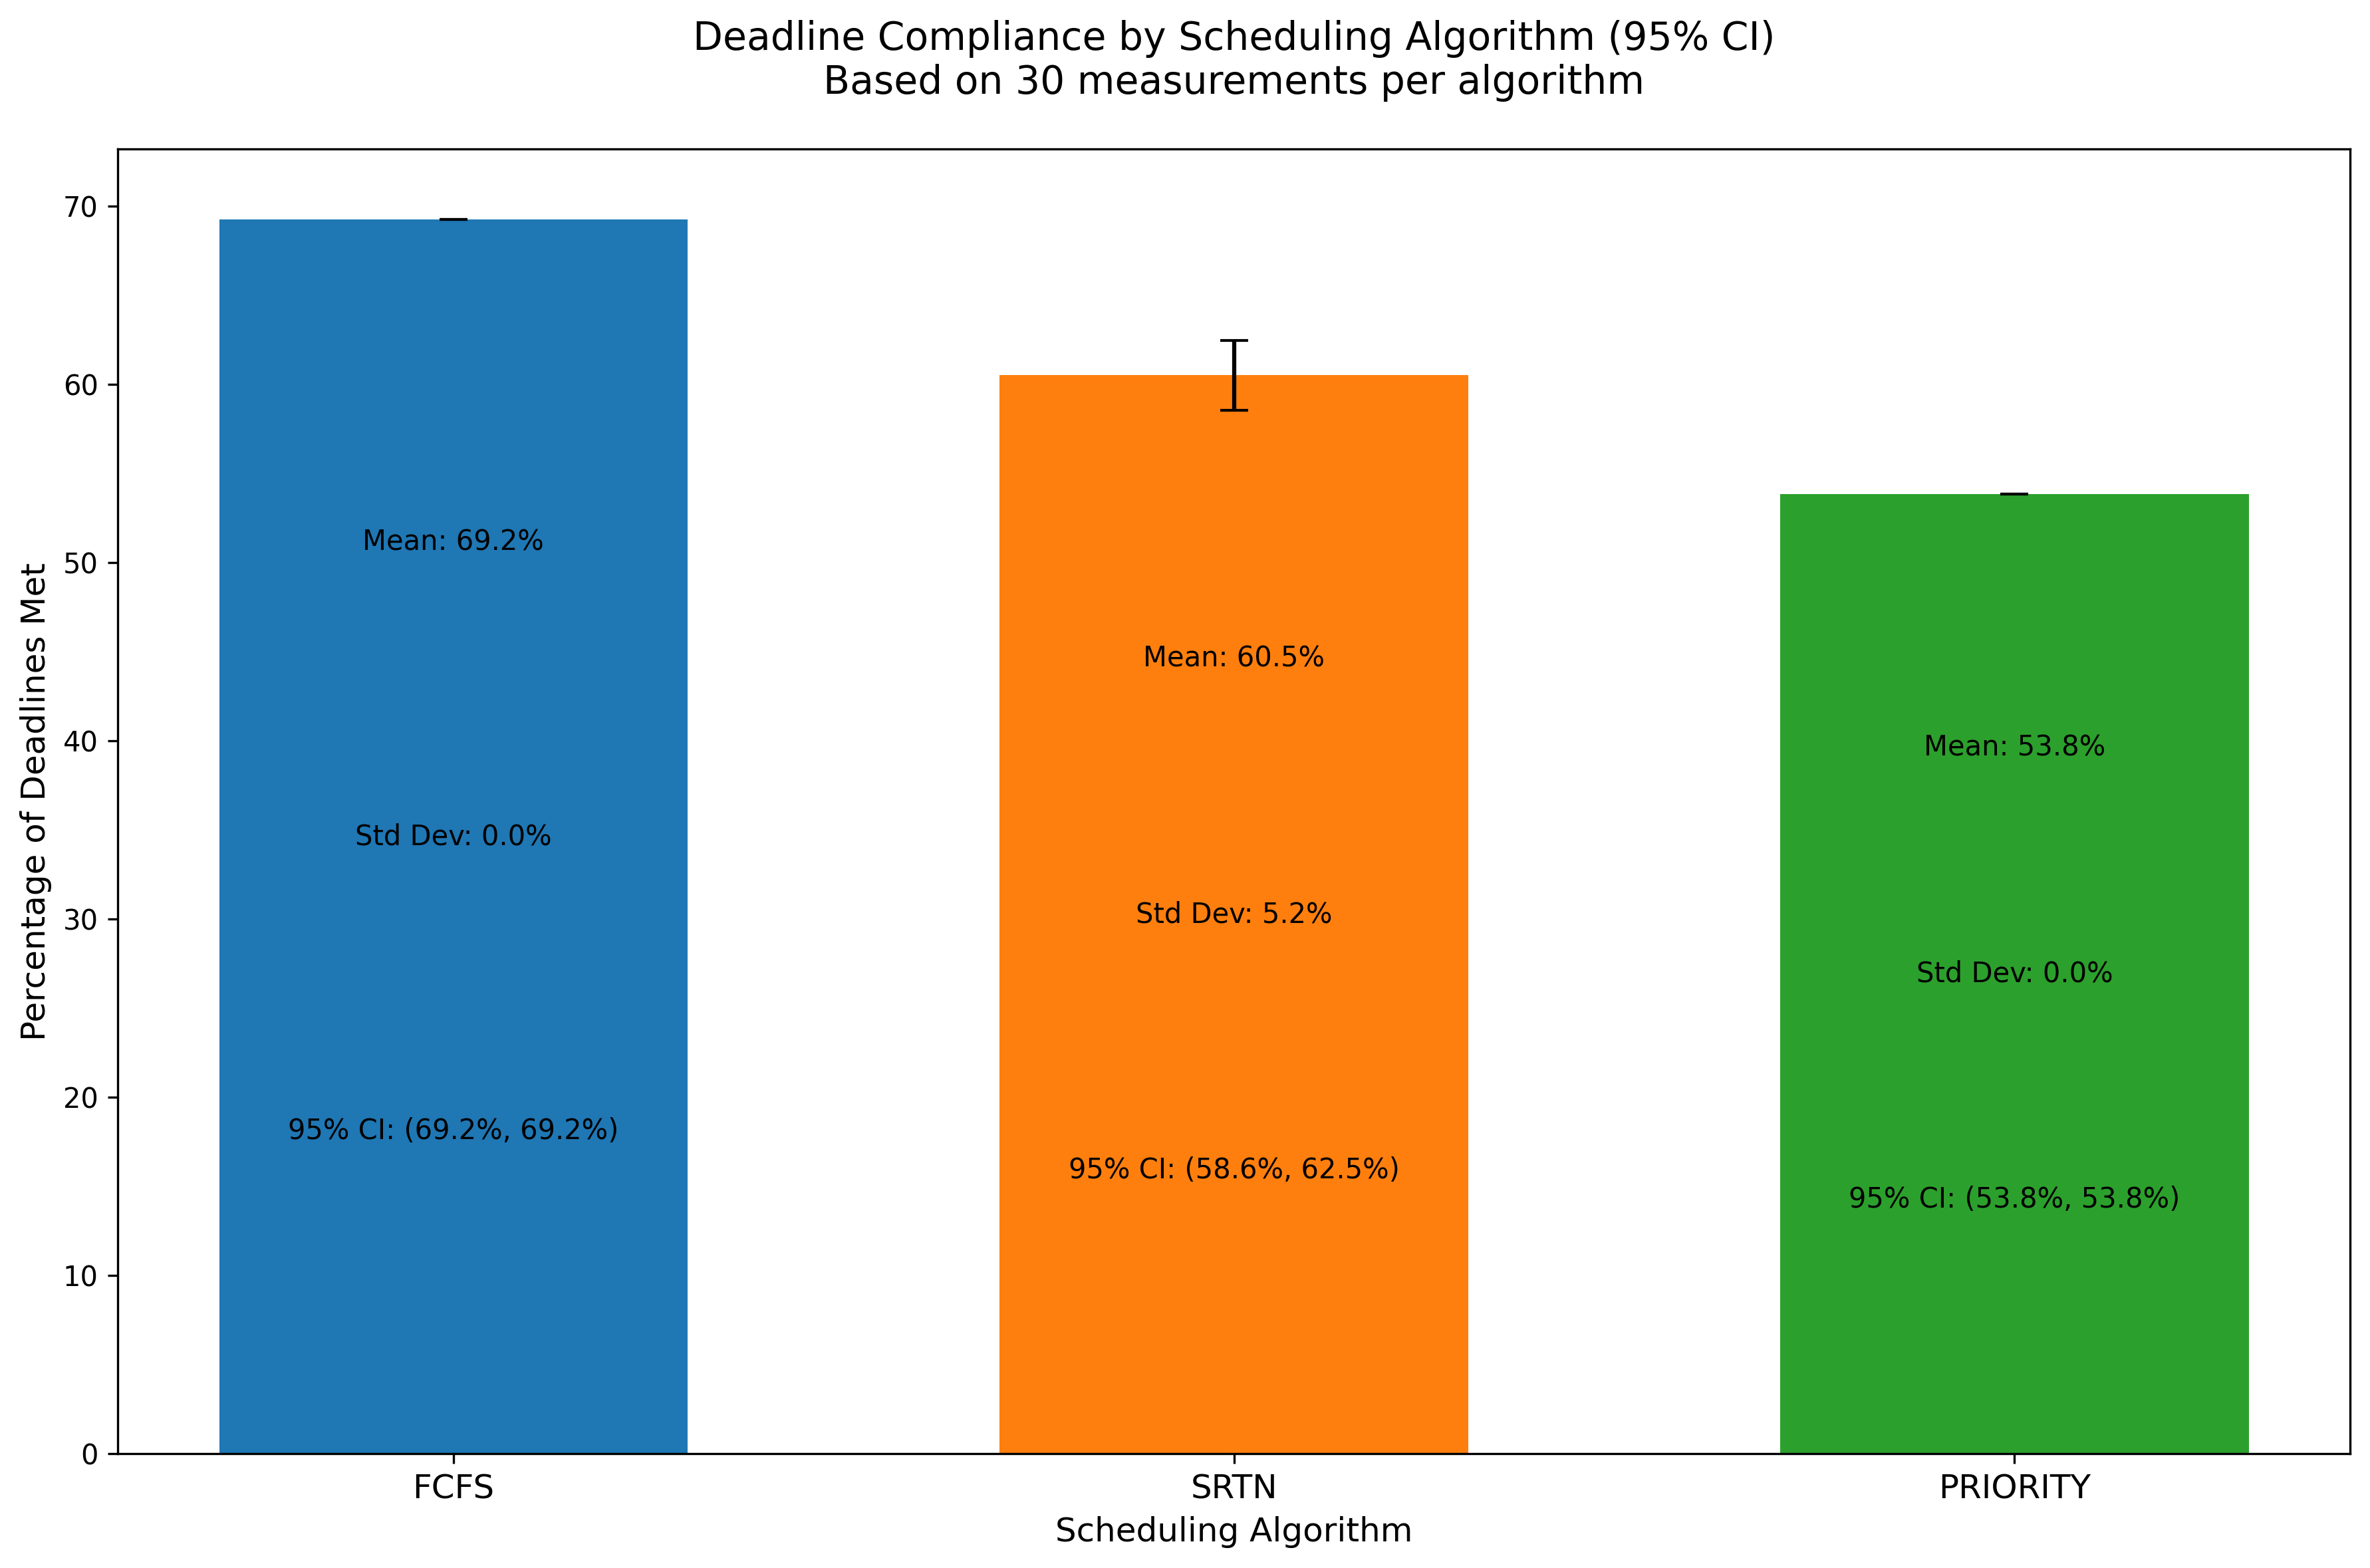 Deadline Compliance by Scheduling Algorithm (95% CI)
Based on 30 measurements per algorithm
Percentage of Deadlines Met
70
60
50
40
30
20
10
0
Mean: 69.2%
Std Dev: 0.0%
95% CI: (69.2%, 69.2%)
Mean: 60.5%
Std Dev: 5.2%
95% CI: (58.6%, 62.5%)
Mean: 53.8%
Std Dev: 0.0%
95% CI: (53.8%, 53.8%)
FCFS
SRTN
PRIORITY
Scheduling Algorithm